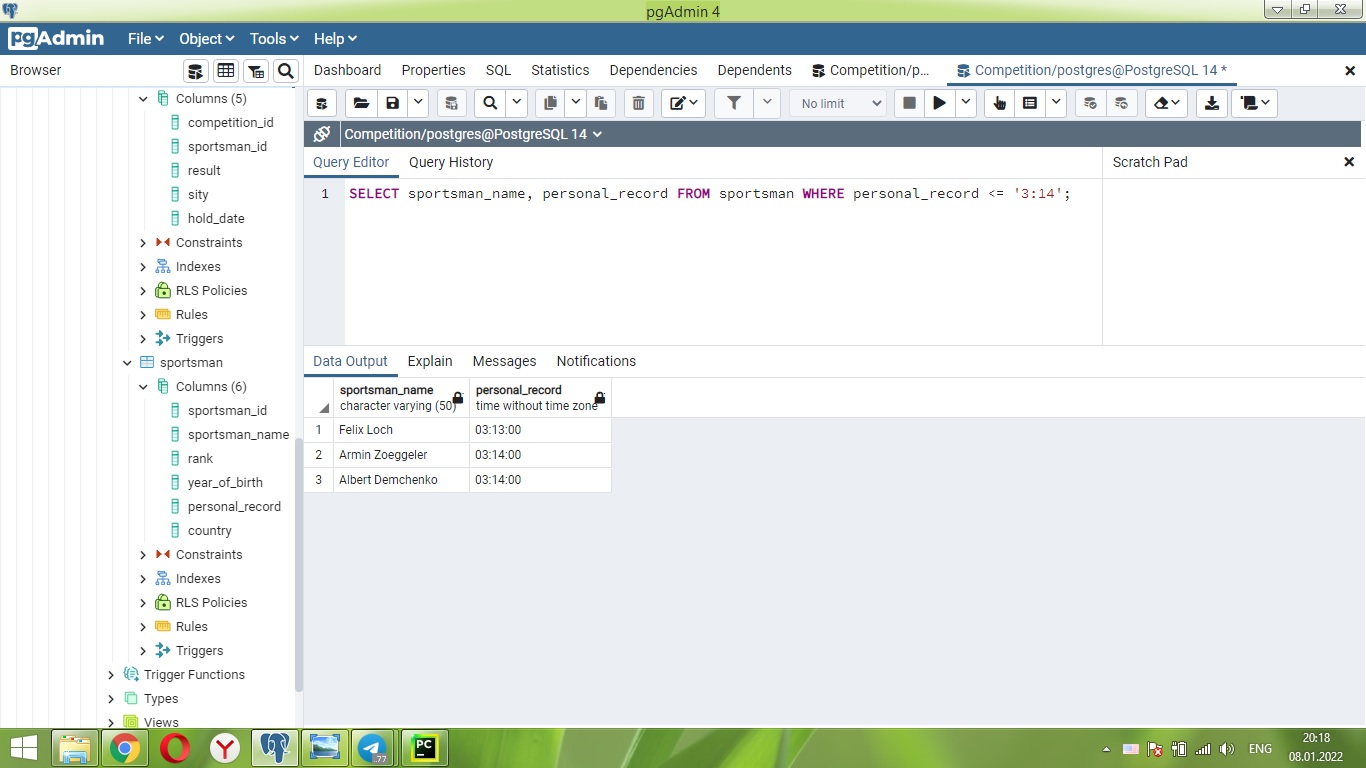 pgAdmin 4
pgAdmin File Object Tools Help
Browser
Dashboard Properties SQL Statistics Dependencies Dependents Competition/p... Competition/postgres@PostgreSQL 14 *
No limit
Competition/postgres@PostgreSQL 14
Query Editor Query History
Scratch Pad
1 SELECT sportsman_name, personal_record FROM sportsman WHERE personal_record <= '3:14';
Columns (5)
competition_id
sportsman_id
result
sity
hold_date
Constraints
Indexes
RLS Policies
Rules
Triggers
sportsman
Columns (6)
sportsman_id
sportsman_name
rank
year_of_birth
personal_record
country
Constraints
Indexes
RLS Policies
Rules
Triggers
Trigger Functions
Types
Views
Data Output Explain Messages Notifications
sportsman_name personal_record
character varying (50) time without time zone
1 Felix Loch 03:13:00
2 Armin Zoeggeler 03:14:00
3 Albert Demchenko 03:14:00
77
PC
ENG
20:18
08.01.2022